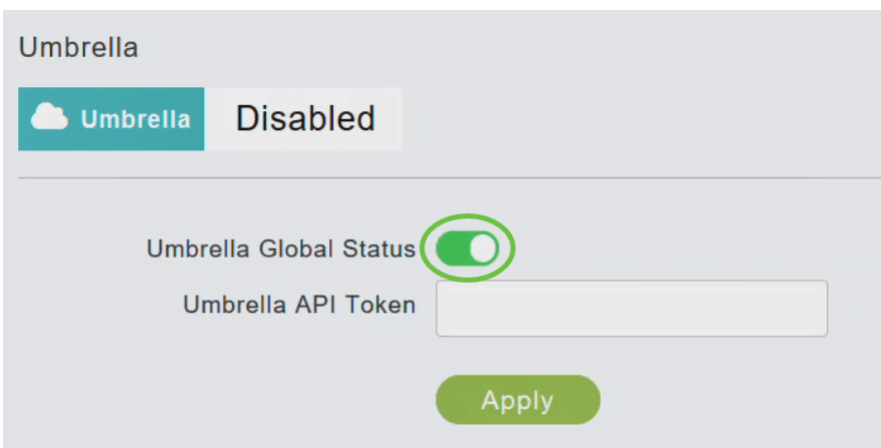 Umbrella
Umbrella Disabled
Umbrella Global Status
Umbrella API Token
Apply